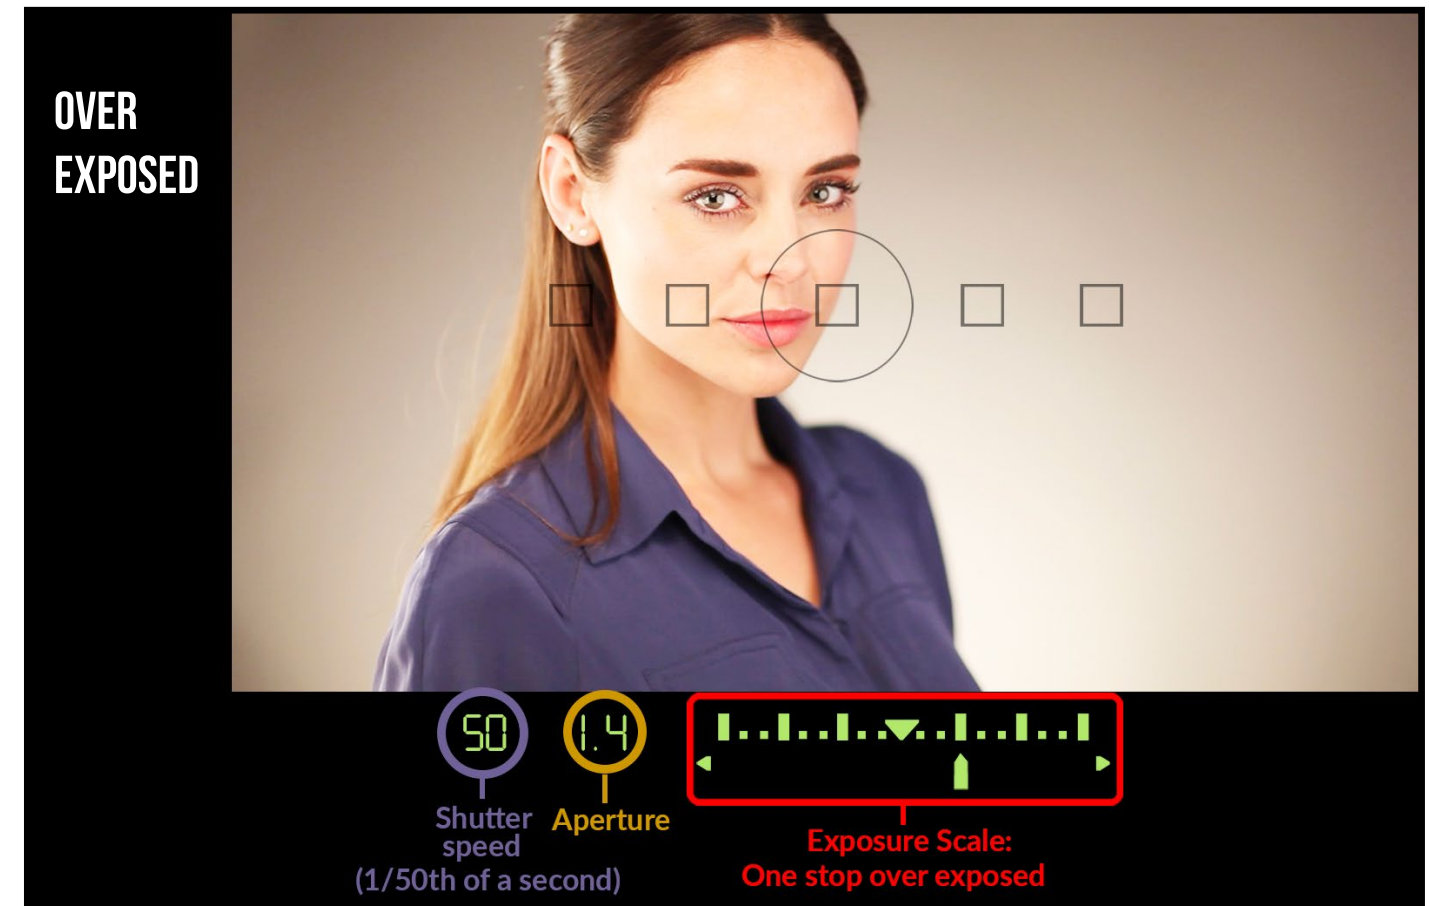 OVER
EXPOSED
50
1.4
Shutter
speed
(1/50th of a second)
Aperture
Exposure Scale:
One stop over exposed